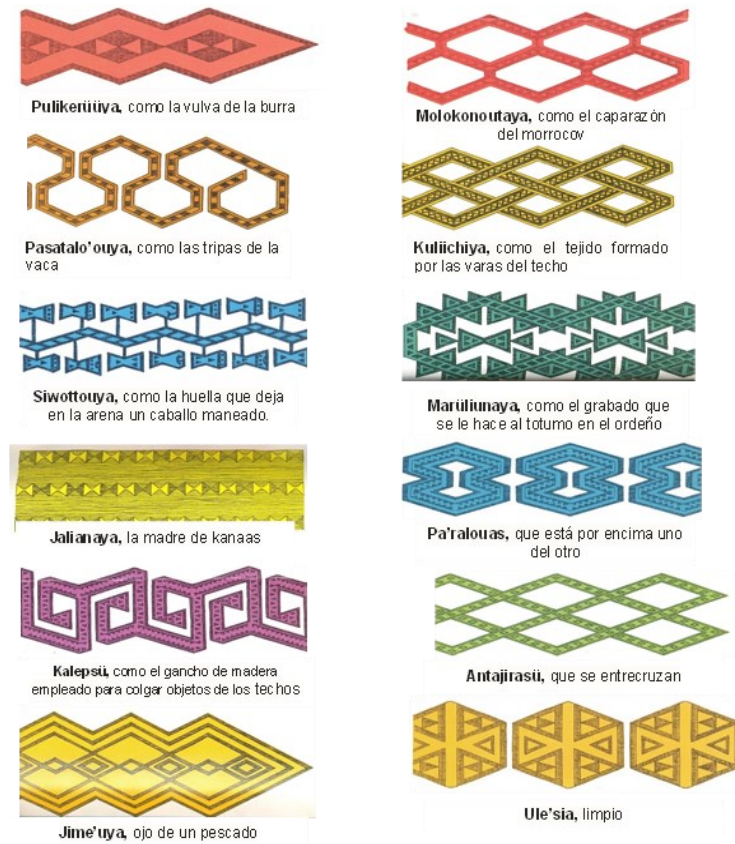 Pulikerüüya, como la vulva de la burra
Molokonoutaya, como el caparazón
del morrocov
Pasatalo'ouya, como las tripas de la
vaca
Kuliichiya, como el tejido formado
por las varas del techo
Siwottouya, como la huella que deja
en la arena un caballo maneado.
Marüliunaya, como el grabado que
se le hace al totumo en el ordeño
Jalianaya, la madre de kanaas
Pa'ralouas, que está por encima uno
del otro
Kalepsü, como el gancho de madera
empleado para colgar objetos de los techos
Antajirasü, que se entrecruzan
Jime'uya, ojo de un pescado
Ule'sia, limpio